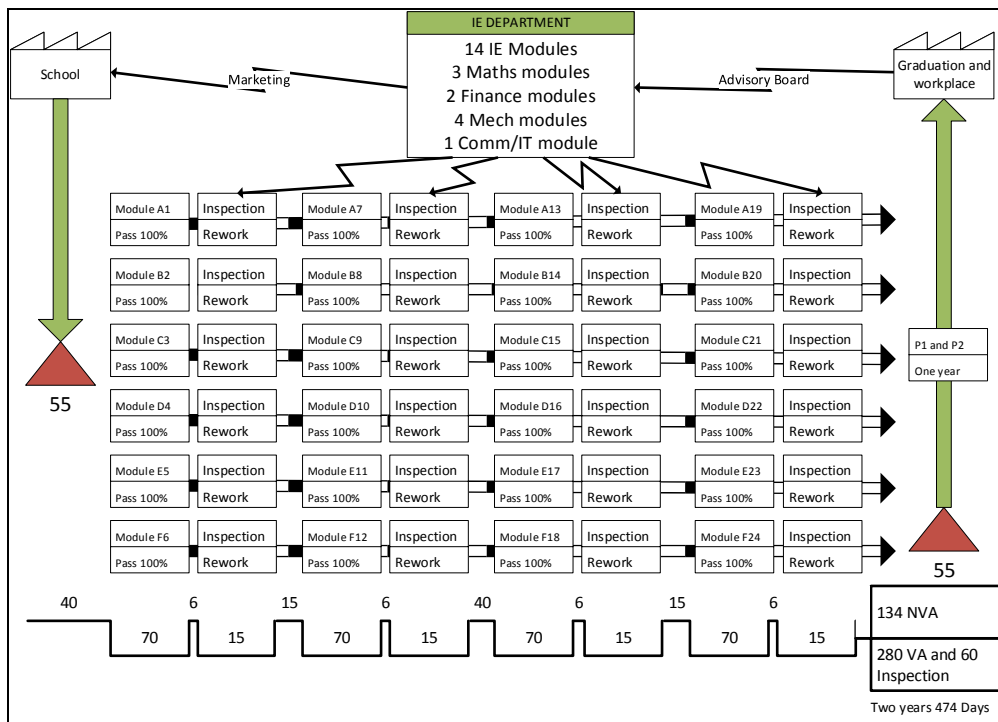 IE DEPARTMENT
14 IE Modules
3 Maths modules
2 Finance modules
4 Mech modules
1 Comm/IT module
School
Marketing
Advisory Board
Graduation and
workplace
Module A1
Pass 100%
Inspection
Rework
Module A7
Pass 100%
Inspection
Rework
Module A13
Pass 100%
Inspection
Rework
Module A19
Pass 100%
Inspection
Rework
Module B2
Pass 100%
Inspection
Rework
Module B8
Pass 100%
Inspection
Rework
Module B14
Pass 100%
Inspection
Rework
Module B20
Pass 100%
Inspection
Rework
Module C3
Pass 100%
Inspection
Rework
Module C9
Pass 100%
Inspection
Rework
Module C15
Pass 100%
Inspection
Rework
Module C21
Pass 100%
Inspection
Rework
P1 and P2
One year
55
Module D4
Pass 100%
Inspection
Rework
Module D10
Pass 100%
Inspection
Rework
Module D16
Pass 100%
Inspection
Rework
Module D22
Pass 100%
Inspection
Rework
Module E5
Pass 100%
Inspection
Rework
Module E11
Pass 100%
Inspection
Rework
Module E17
Pass 100%
Inspection
Rework
Module E23
Pass 100%
Inspection
Rework
Module F6
Pass 100%
Inspection
Rework
Module F12
Pass 100%
Inspection
Rework
Module F18
Pass 100%
Inspection
Rework
Module F24
Pass 100%
Inspection
Rework
55
40 6 15 6 40 6 15 6
70 15 70 15 70 15 70 15
134 NVA
280 VA and 60
Inspection
Two years 474 Days